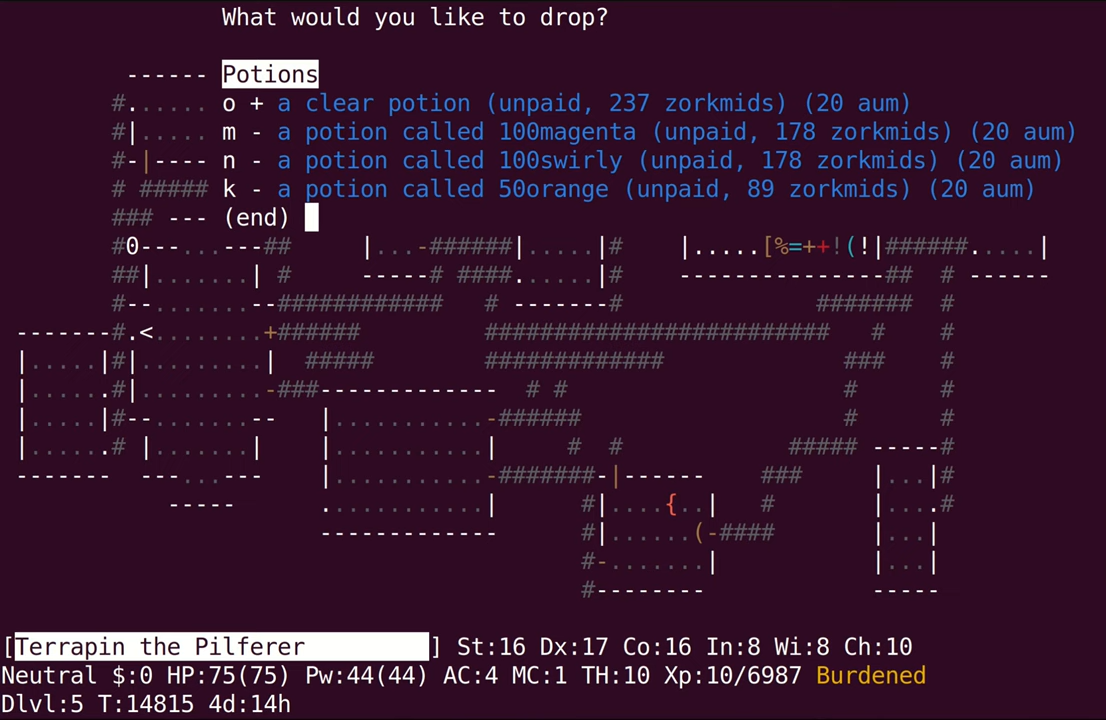 What would you like to drop?
------ Potions
#...... o + a clear potion (unpaid, 237 zorkmids) (20 aum)
#|..... m - a potion called 100magenta (unpaid, 178 zorkmids) (20 aum)
#-|---- n - a potion called 100swirly (unpaid, 178 zorkmids) (20 aum)
# ##### k - a potion called 50orange (unpaid, 89 zorkmids) (20 aum)
### --- (end)
#0---...---## |...-######|.....|# |.....[%=++!(!|######.....|
##|.......| # -----# ####......|# ---------------## # ------
#--.......--############ # -------# ####### #
-------#.<........+###### ######################### # #
|.....|#|.........| ##### ############# ### #
|......#|.........-###------------- # # # #
|.....|#--.......-- |...........-###### # #
|......# |.......| |...........| # # ##### -----#
------- ---...--- |...........-#######-|------ ### |...|#
----- ............| #|....{..| # |....#
------------- #|......(-#### |...|
#-.......| |...|
#-------- -----
[Terrapin the Pilferer ] St:16 Dx:17 Co:16 In:8 Wi:8 Ch:10
Neutral $:0 HP:75(75) Pw:44(44) AC:4 MC:1 TH:10 Xp:10/6987 Burdened
Dlvl:5 T:14815 4d:14h